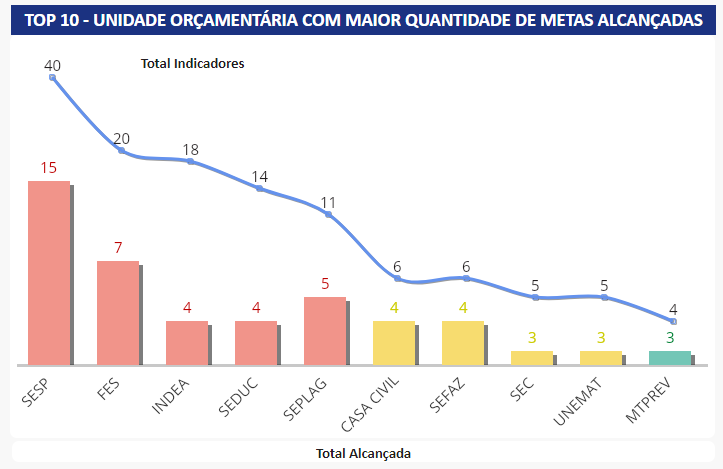 TOP 10 - UNIDADE ORÇAMENTÁRIA COM MAIOR QUANTIDADE DE METAS ALCANÇADAS
Total Indicadores
40
20
18
14
11
6
6
5
5
4
15
7
4
4
5
4
4
3
3
3
SESP
FES
INDEA
SEDUC
SEPLAG
CASA CIVIL
SEFAZ
SEC
UNEMAT
MTPREV
Total Alcançada